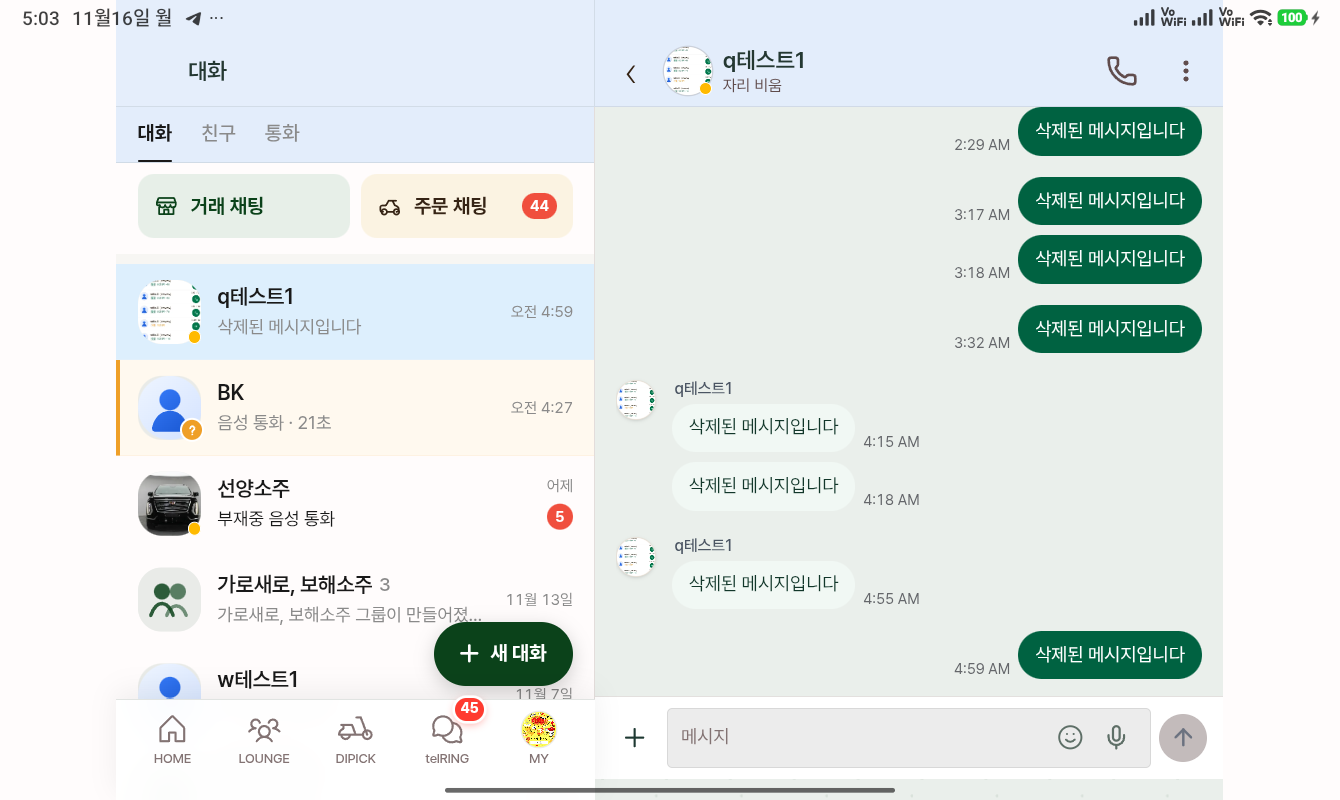 5:03 11월16일 월 ···
Vo WiFi Vo WiFi 100
대화
대화 친구 통화
거래 채팅
주문 채팅 44
q테스트1
삭제된 메시지입니다
오전 4:59
BK
음성 통화 · 21초
오전 4:27
?
선양소주
부재중 음성 통화
어제
5
가로새로, 보해소주 3
가로새로, 보해소주 그룹이 만들어졌...
11월 13일
w테스트1
11월 7일
+ 새 대화
HOME
LOUNGE
DIPICK
45
telRING
MY
q테스트1
자리 비움
2:29 AM 삭제된 메시지입니다
3:17 AM 삭제된 메시지입니다
3:18 AM 삭제된 메시지입니다
3:32 AM 삭제된 메시지입니다
q테스트1
삭제된 메시지입니다 4:15 AM
삭제된 메시지입니다 4:18 AM
q테스트1
삭제된 메시지입니다 4:55 AM
4:59 AM 삭제된 메시지입니다
메시지